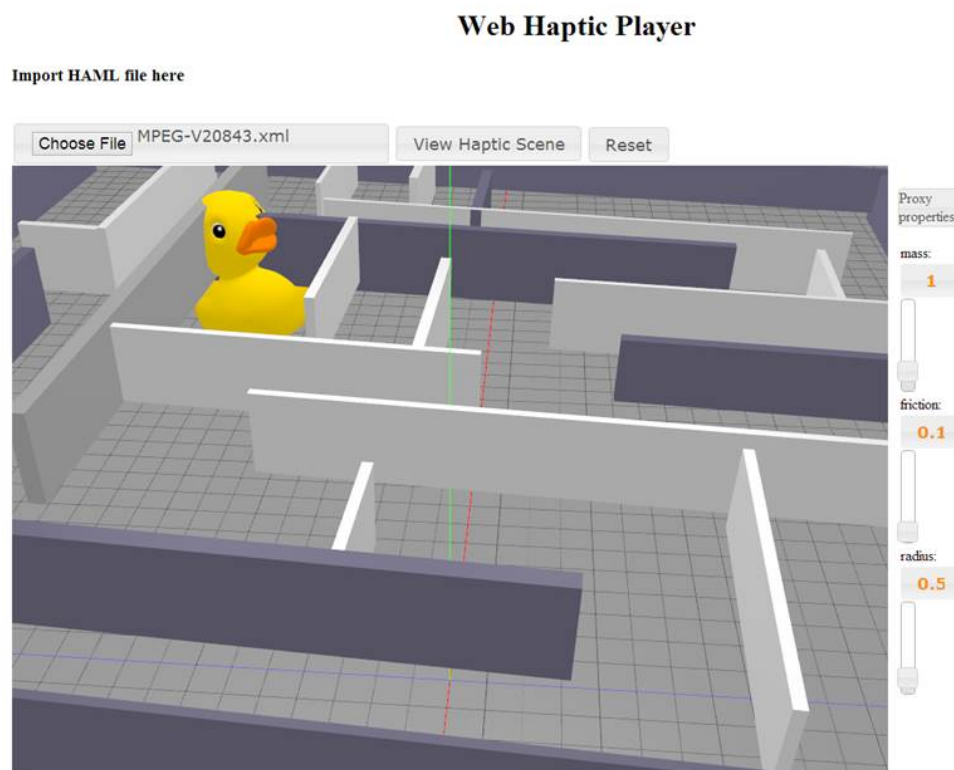 Web Haptic Player
Import HAML file here
Choose File MPEG-V20843.xml View Haptic Scene Reset
Proxy
properties
mass:
1
friction:
0.1
radius:
0.5